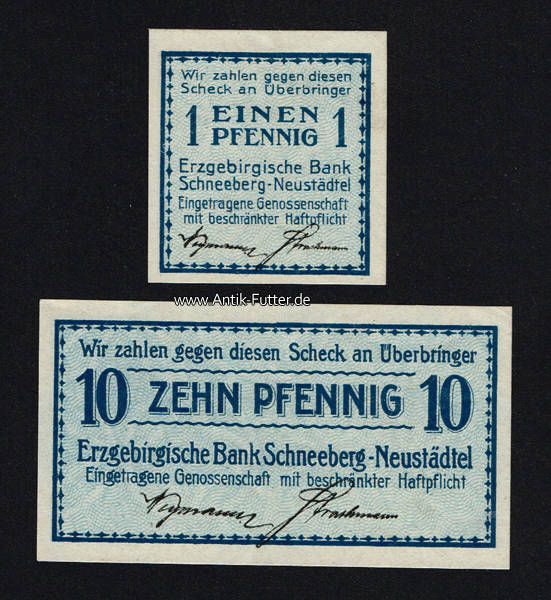 Wir zahlen gegen diesen
Scheck an Überbringer
1 EINEN PFENNIG 1
Erzgebirgische Bank
Schneeberg-Neustädtel
Eingetragene Genossenschaft
mit beschränkter Haftpflicht
www.Antik-Futter.de
Wir zahlen gegen diesen Scheck an Überbringer
10 ZEHN PFENNIG 10
Erzgebirgische Bank Schneeberg-Neustädtel
Eingetragene Genossenschaft mit beschränkter Haftpflicht